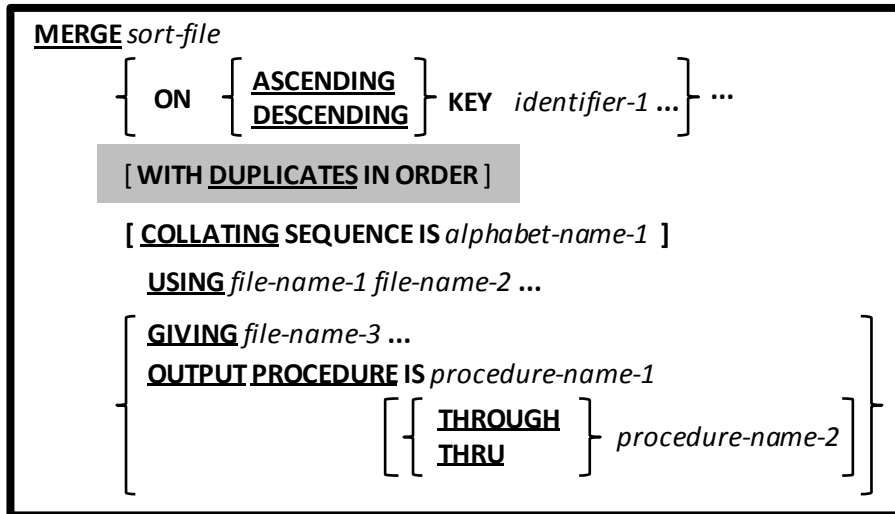 MERGE sort-file
ASCENDING
ON KEY identifier-1 ... ...
DESCENDING
[ WITH DUPLICATES IN ORDER ]
[ COLLATING SEQUENCE IS alphabet-name-1 ]
USING file-name-1 file-name-2 ...
GIVING file-name-3 ...
OUTPUT PROCEDURE IS procedure-name-1
THROUGH
procedure-name-2
THRU